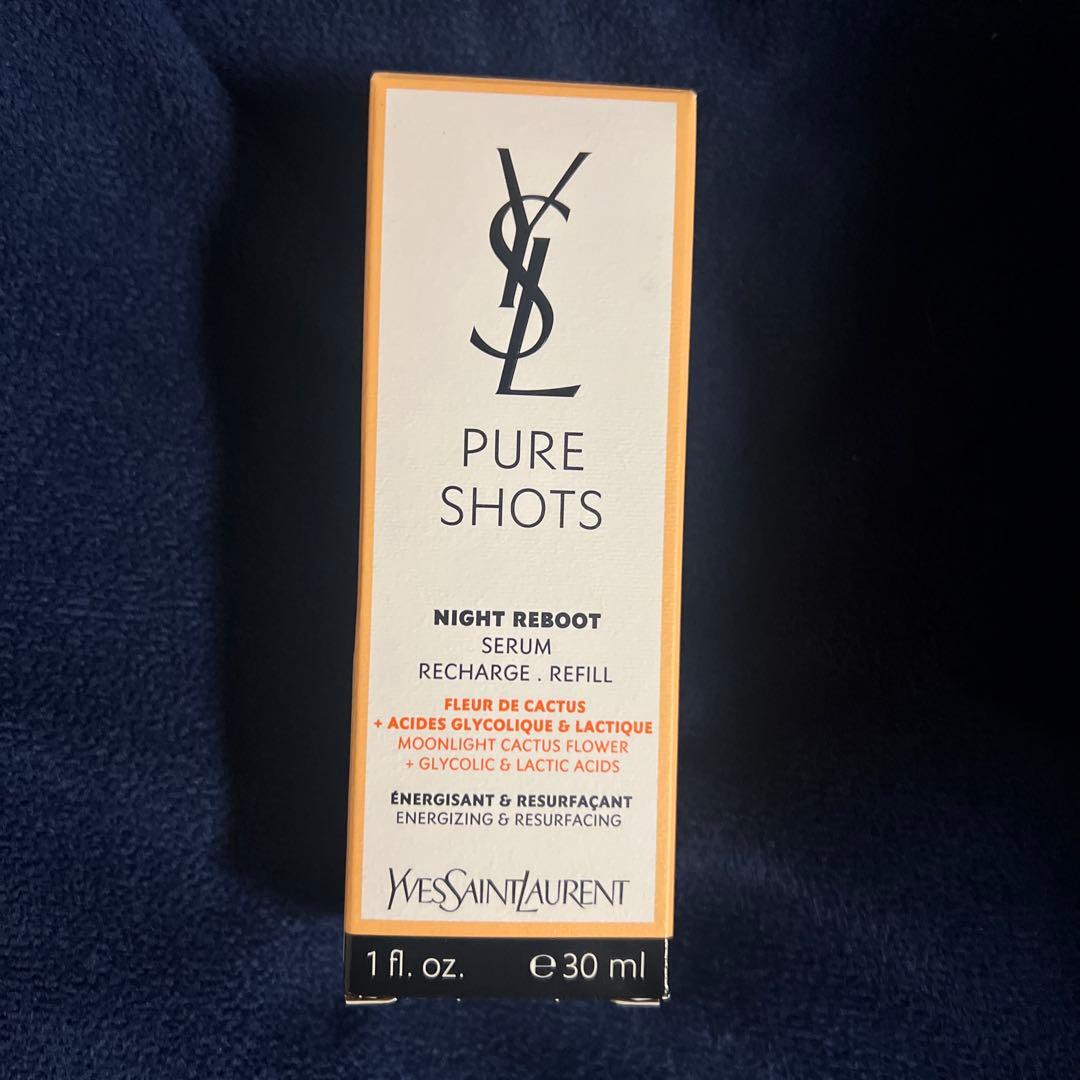 YSL
PURE
SHOTS
NIGHT REBOOT
SERUM
RECHARGE . REFILL
FLEUR DE CACTUS
+ ACIDES GLYCOLIQUE & LACTIQUE
MOONLIGHT CACTUS FLOWER
+ GLYCOLIC & LACTIC ACIDS
ÉNERGISANT & RESURFAÇANT
ENERGIZING & RESURFACING
YVESSAINTLAURENT
1 fl. oz. ℮ 30 ml